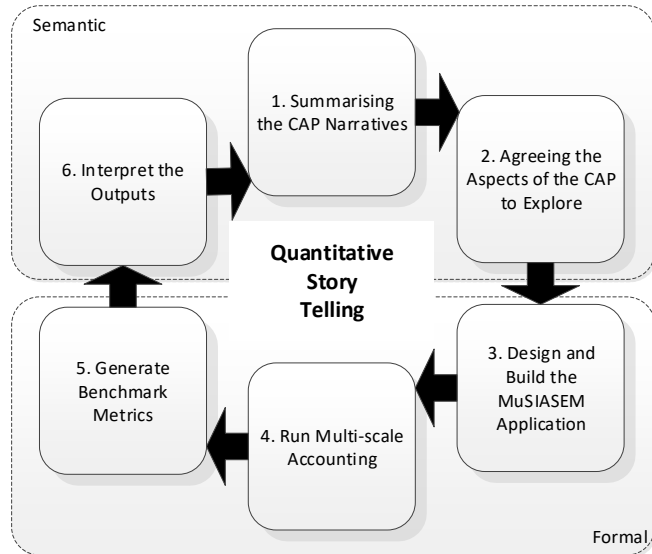 Semantic
1. Summarising
the CAP Narratives
2. Agreeing the
Aspects of the CAP
to Explore
6. Interpret the
Outputs
Quantitative
Story
Telling
3. Design and
Build the
MuSIASEM
Application
4. Run Multi-scale
Accounting
5. Generate
Benchmark
Metrics
Formal